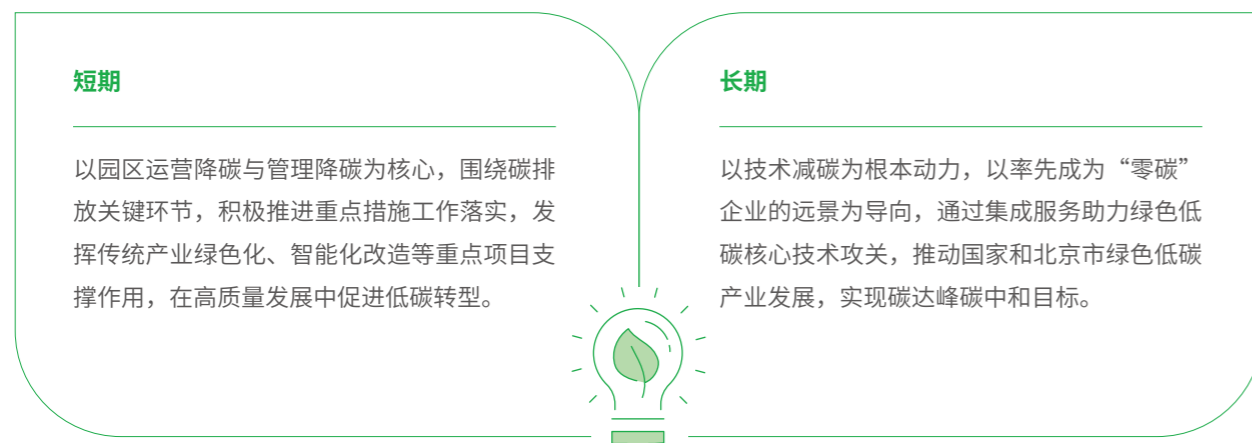 短期
以园区运营降碳与管理降碳为核心，围绕碳排
放关键环节，积极推进重点措施工作落实，发
挥传统产业绿色化、智能化改造等重点项目支
撑作用，在高质量发展中促进低碳转型。
长期
以技术减碳为根本动力，以率先成为“零碳”
企业的远景为导向，通过集成服务助力绿色低
碳核心技术攻关，推动国家和北京市绿色低碳
产业发展，实现碳达峰碳中和目标。